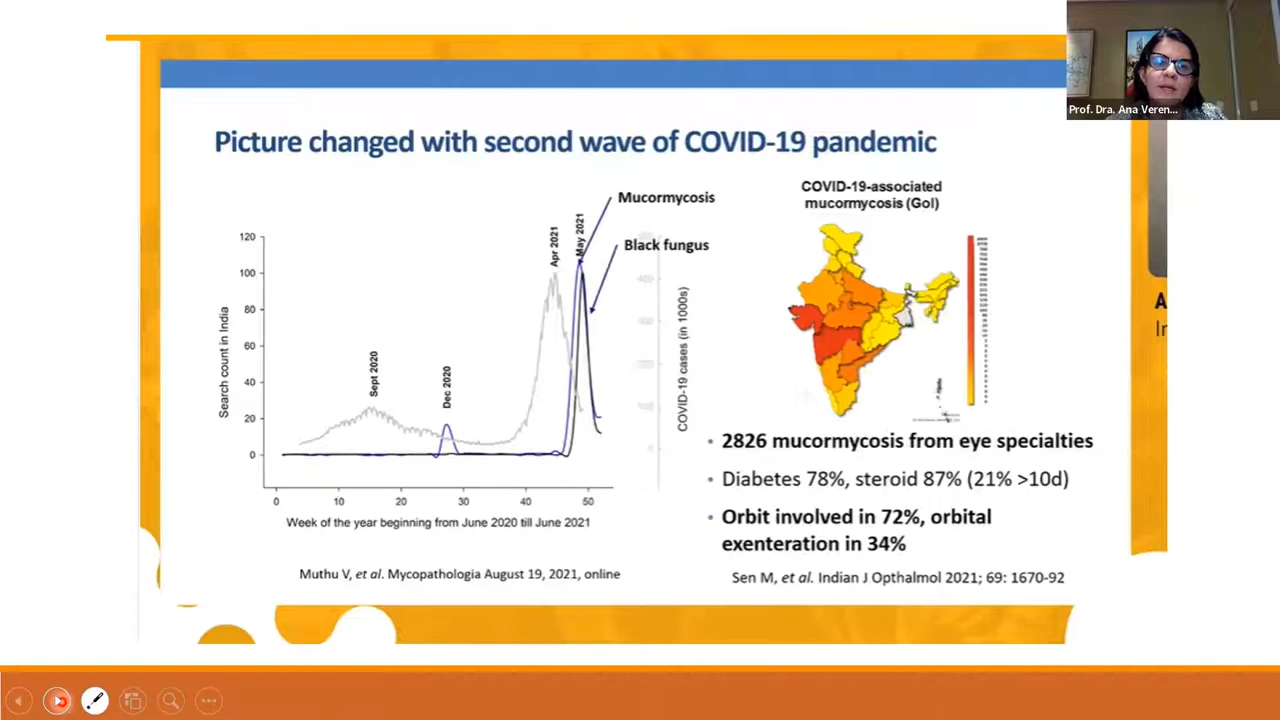 Prof. Dra. Ana Veren...
Picture changed with second wave of COVID-19 pandemic
Mucormycosis
Black fungus
Sept 2020
Dec 2020
Apr 2021
May 2021
120
100
80
60
40
20
0
Search count in India
COVID-19 cases (in 1000s)
0
10
20
30
40
50
Week of the year beginning from June 2020 till June 2021
Muthu V, et al. Mycopathologia August 19, 2021, online
COVID-19-associated
mucormycosis (GoI)
• 2826 mucormycosis from eye specialties
• Diabetes 78%, steroid 87% (21% >10d)
• Orbit involved in 72%, orbital
exenteration in 34%
Sen M, et al. Indian J Opthalmol 2021; 69: 1670-92